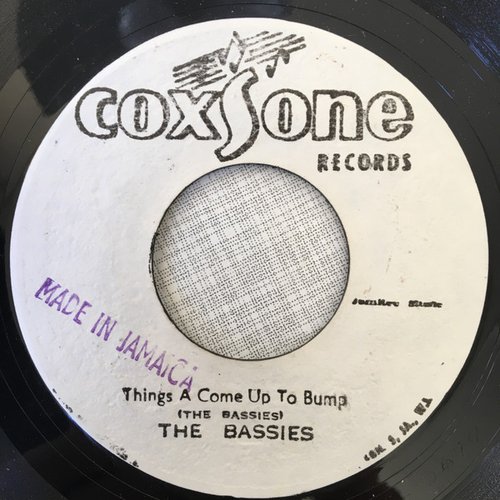 coxsone
RECORDS
MADE IN JAMAICA
Things A Come Up To Bump
(THE BASSIES)
THE BASSIES